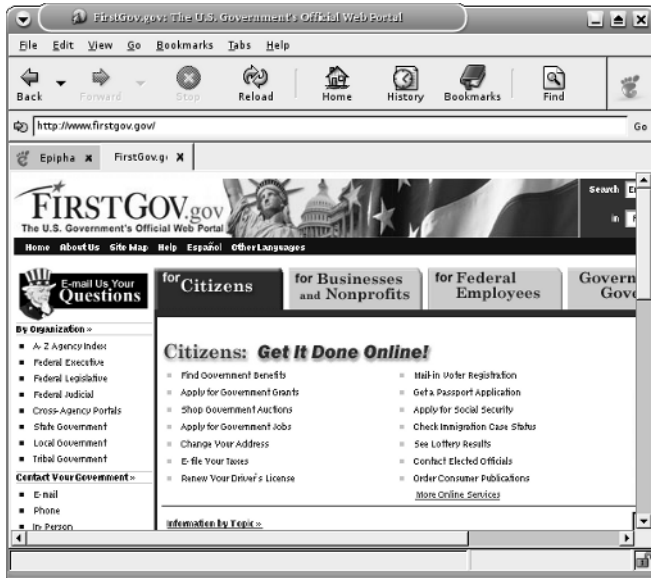 FirstGov.gov: The U.S. Government's Official Web Portal
File Edit View Go Bookmarks Tabs Help
Back Forward Stop Reload Home History Bookmarks Find
http://www.firstgov.gov/ Go
Epipha FirstGov.g
FIRSTGOV.gov
The U.S. Government's Official Web Portal
Search
in
Home About Us Site Map Help Español Other Languages
E-mail Us Your Questions
for Citizens
for Businesses and Nonprofits
for Federal Employees
Govern
Gove
By Organization »
A-Z Agency Index
Federal Executive
Federal Legislative
Federal Judicial
Cross-Agency Portals
State Government
Local Government
Tribal Government
Contact Your Government »
E-mail
Phone
In-Person
Citizens: Get It Done Online!
Find Government Benefits
Apply for Government Grants
Shop Government Auctions
Apply for Government Jobs
Change Your Address
E-file Your Taxes
Renew Your Driver's License
Mail-in Voter Registration
Get a Passport Application
Apply for Social Security
Check Immigration Case Status
See Lottery Results
Contact Elected Officials
Order Consumer Publications
More Online Services
Information by Topic »